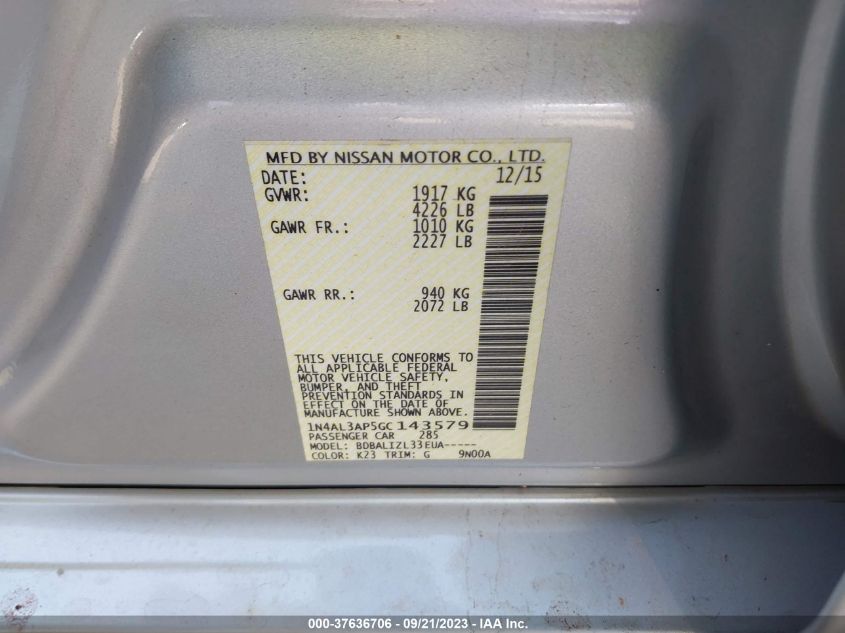 MFD BY NISSAN MOTOR CO., LTD.
DATE: 12/15
GVWR: 1917 KG
4226 LB
GAWR FR.: 1010 KG
2227 LB
GAWR RR.: 940 KG
2072 LB
THIS VEHICLE CONFORMS TO
ALL APPLICABLE FEDERAL
MOTOR VEHICLE SAFETY,
BUMPER, AND THEFT
PREVENTION STANDARDS IN
EFFECT ON THE DATE OF
MANUFACTURE SHOWN ABOVE.
1N4AL3AP5GC143579
PASSENGER CAR 285
MODEL: BDBALIZL33EUA-----
COLOR: K23 TRIM: G 9N00A
000-37636706 - 09/21/2023 - IAA Inc.